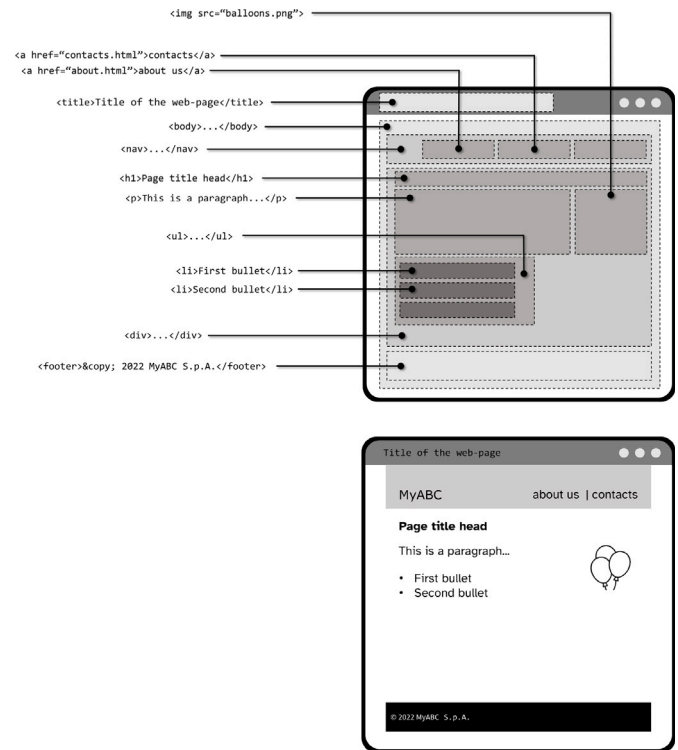 <img src=“balloons.png”>
<a href=“contacts.html”>contacts</a>
<a href=“about.html”>about us</a>
<title>Title of the web-page</title>
<body>...</body>
<nav>...</nav>
<h1>Page title head</h1>
<p>This is a paragraph...</p>
<ul>...</ul>
<li>First bullet</li>
<li>Second bullet</li>
<div>...</div>
<footer>&copy; 2022 MyABC S.p.A.</footer>
Title of the web-page
MyABC about us | contacts
Page title head
This is a paragraph...
• First bullet
• Second bullet
© 2022 MyABC S.p.A.